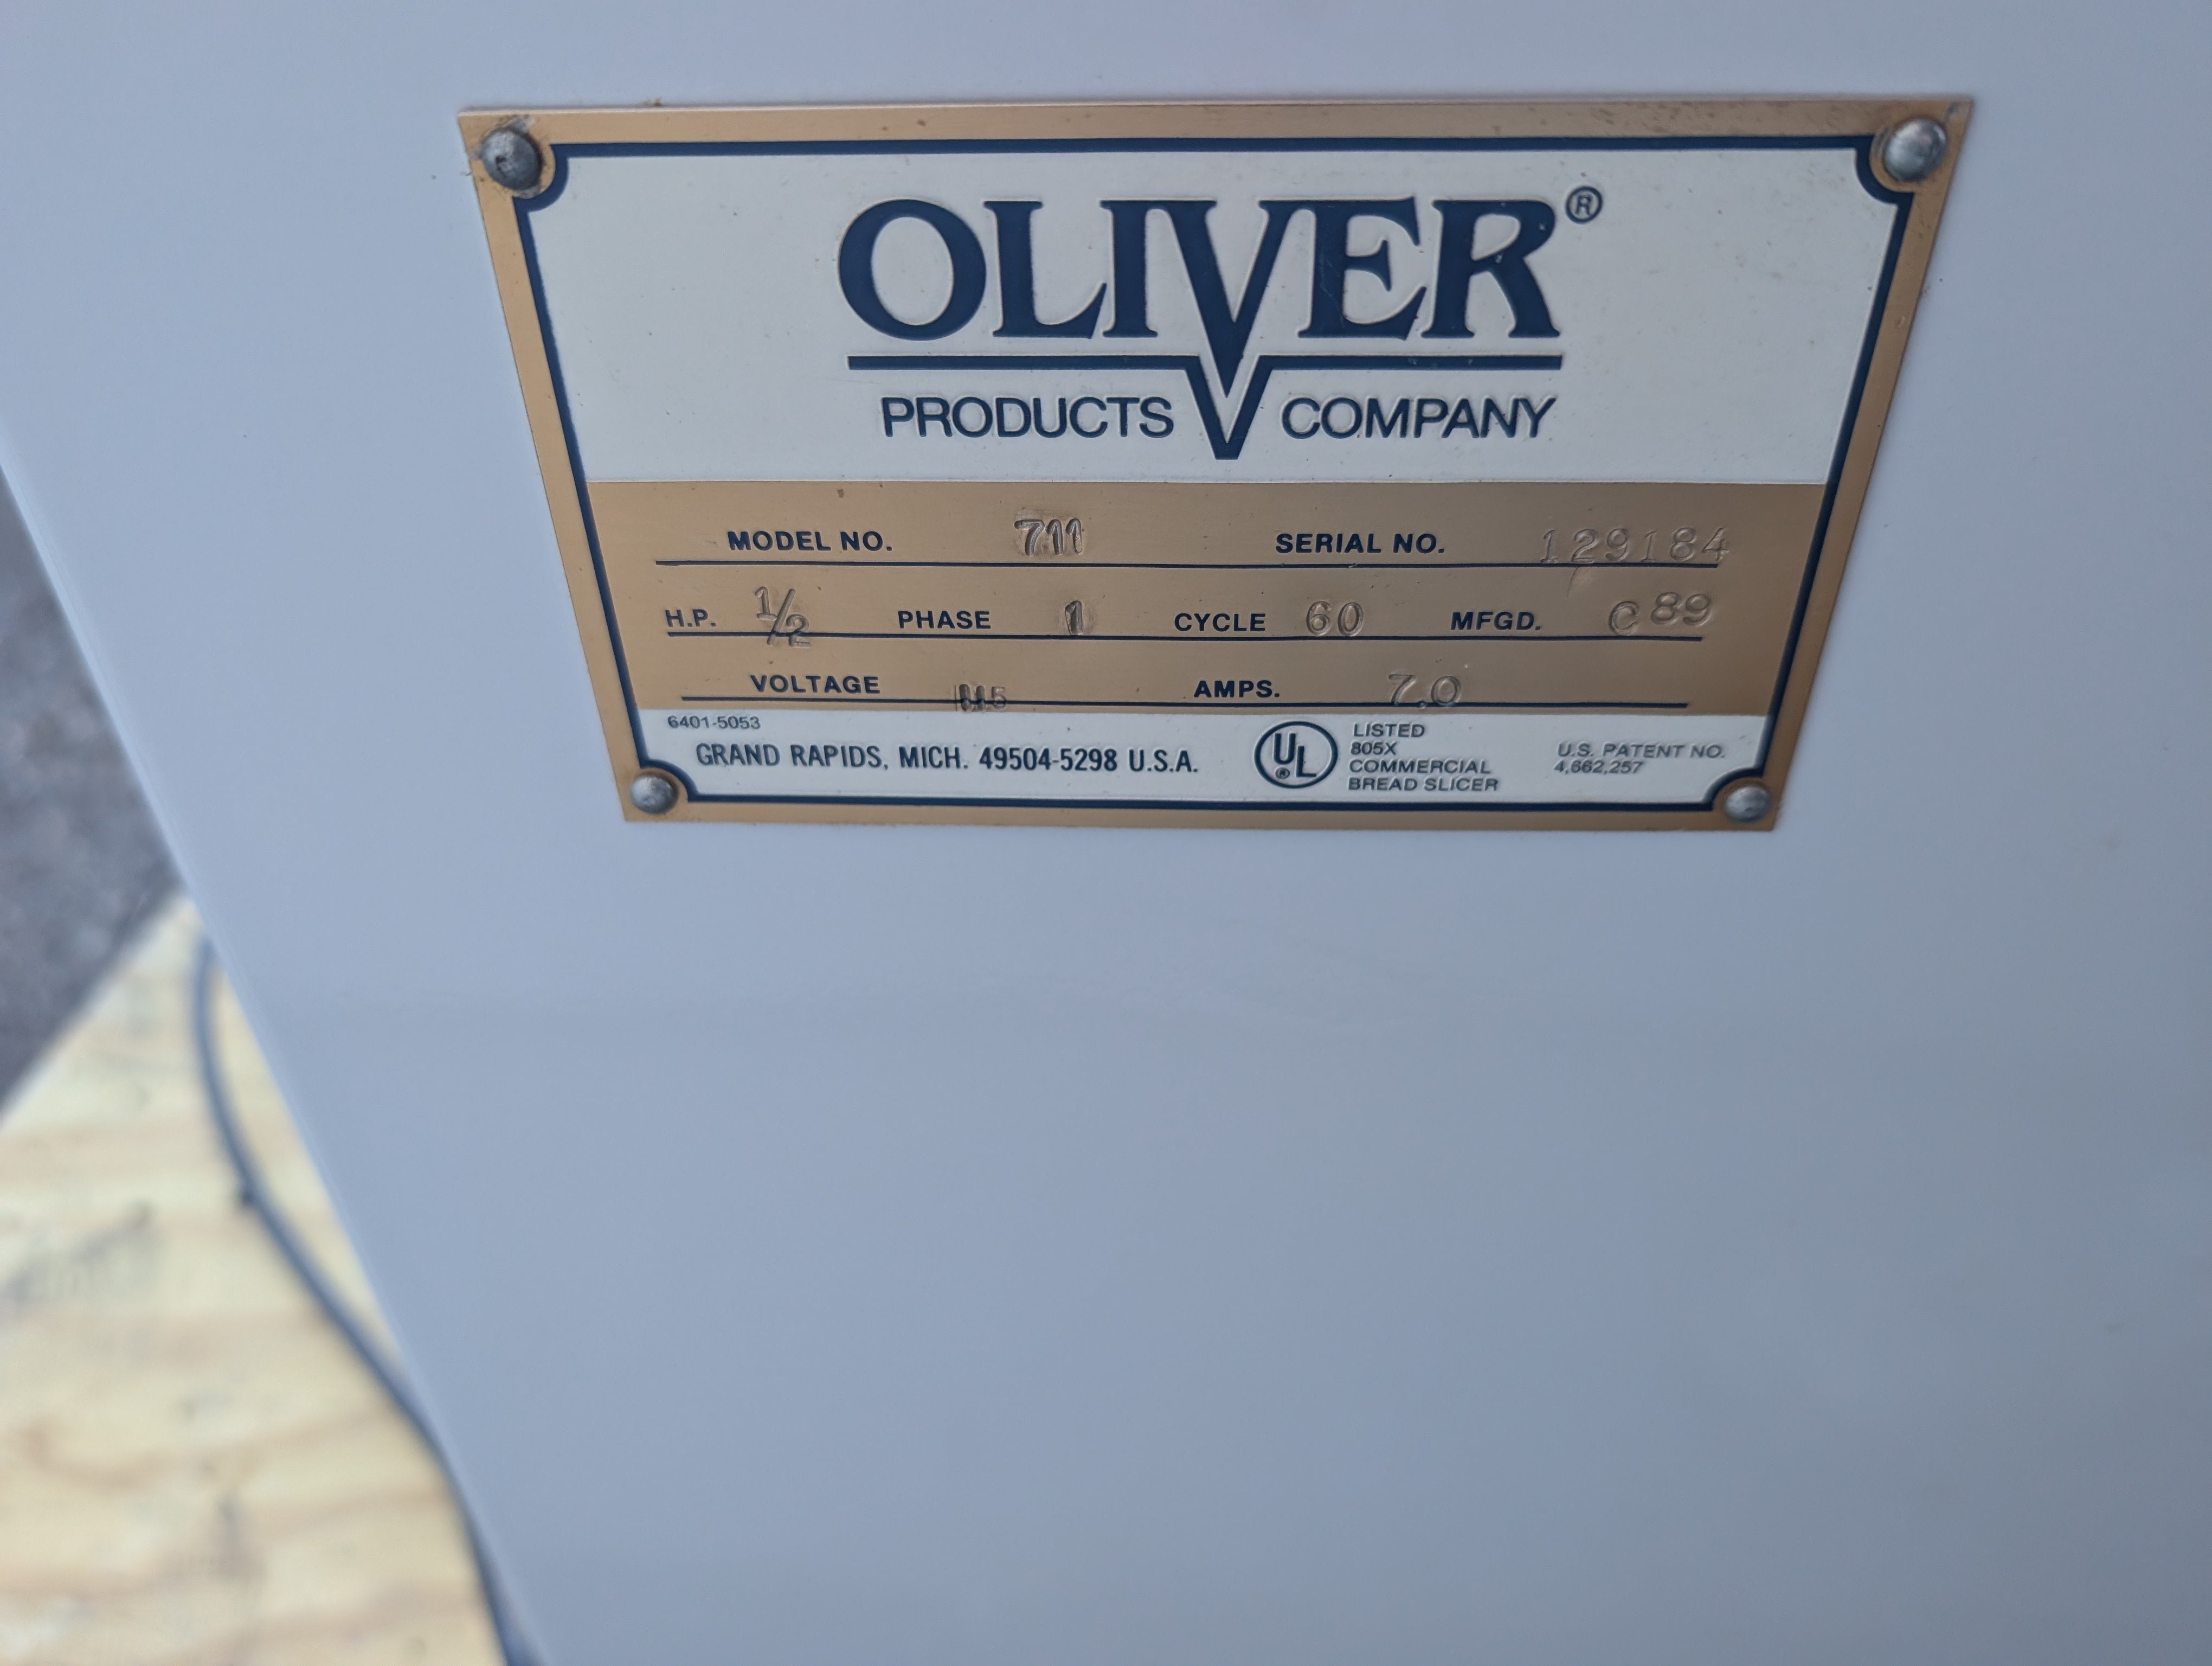 OLIVER®
PRODUCTS COMPANY
MODEL NO. 711 SERIAL NO. 129184
H.P. 1/2 PHASE 1 CYCLE 60 MFGD. C89
VOLTAGE 115 AMPS. 7.0
6401-5053
GRAND RAPIDS, MICH. 49504-5298 U.S.A.
UL®
LISTED
805X
COMMERCIAL
BREAD SLICER
U.S. PATENT NO.
4,662,257